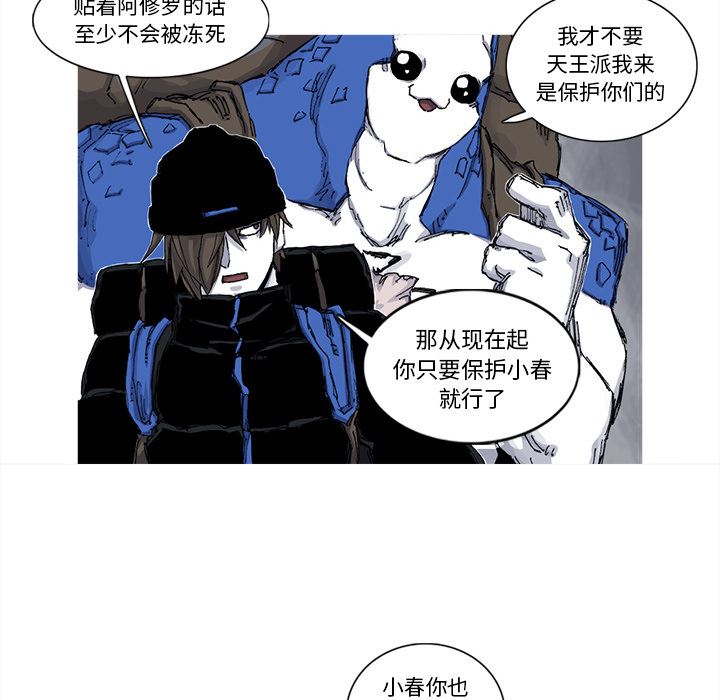 贴着阿修罗的话
至少不会被冻死
我才不要
天王派我来
是保护你们的
那从现在起
你只要保护小春
就行了
小春你也